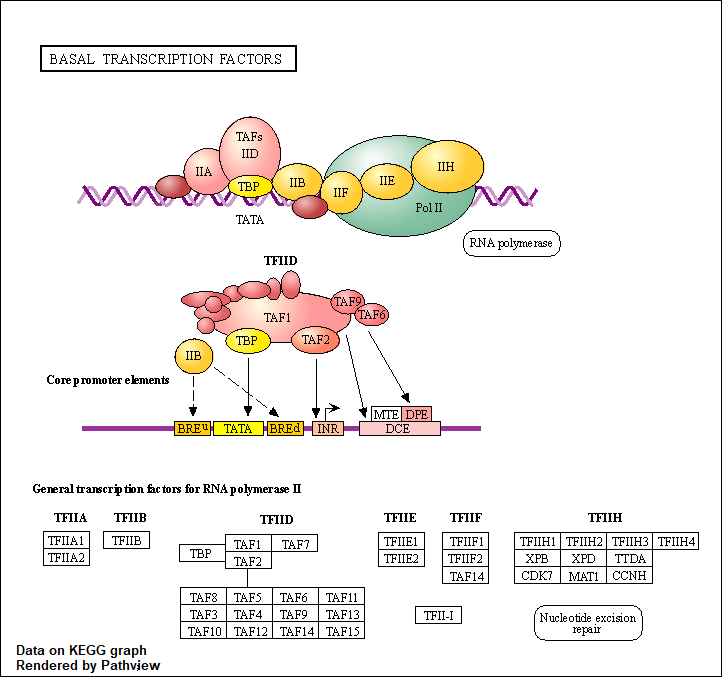 BASAL TRANSCRIPTION FACTORS
TAFs
IID
IIA
TBP
IIB
IIF
IIE
IIH
Pol II
TATA
RNA polymerase
TFIID
TAF1
TAF9
TAF6
TBP
TAF2
IIB
Core promoter elements
MTE DPE
BREu TATA BREd INR DCE
General transcription factors for RNA polymerase II
TFIIA TFIIB TFIID TFIIE TFIIF TFIIH
TFIIA1 TFIIB TBP TAF1 TAF7 TFIIE1 TFIIF1 TFIIH1 TFIIH2 TFIIH3 TFIIH4
TFIIA2 TAF2 TFIIE2 TFIIF2 XPB XPD TTDA
TAF14 CDK7 MAT1 CCNH
TAF8 TAF5 TAF6 TAF11
TAF3 TAF4 TAF9 TAF13
TAF10 TAF12 TAF14 TAF15
TFII-I
Nucleotide excision
repair
Data on KEGG graph
Rendered by Pathview